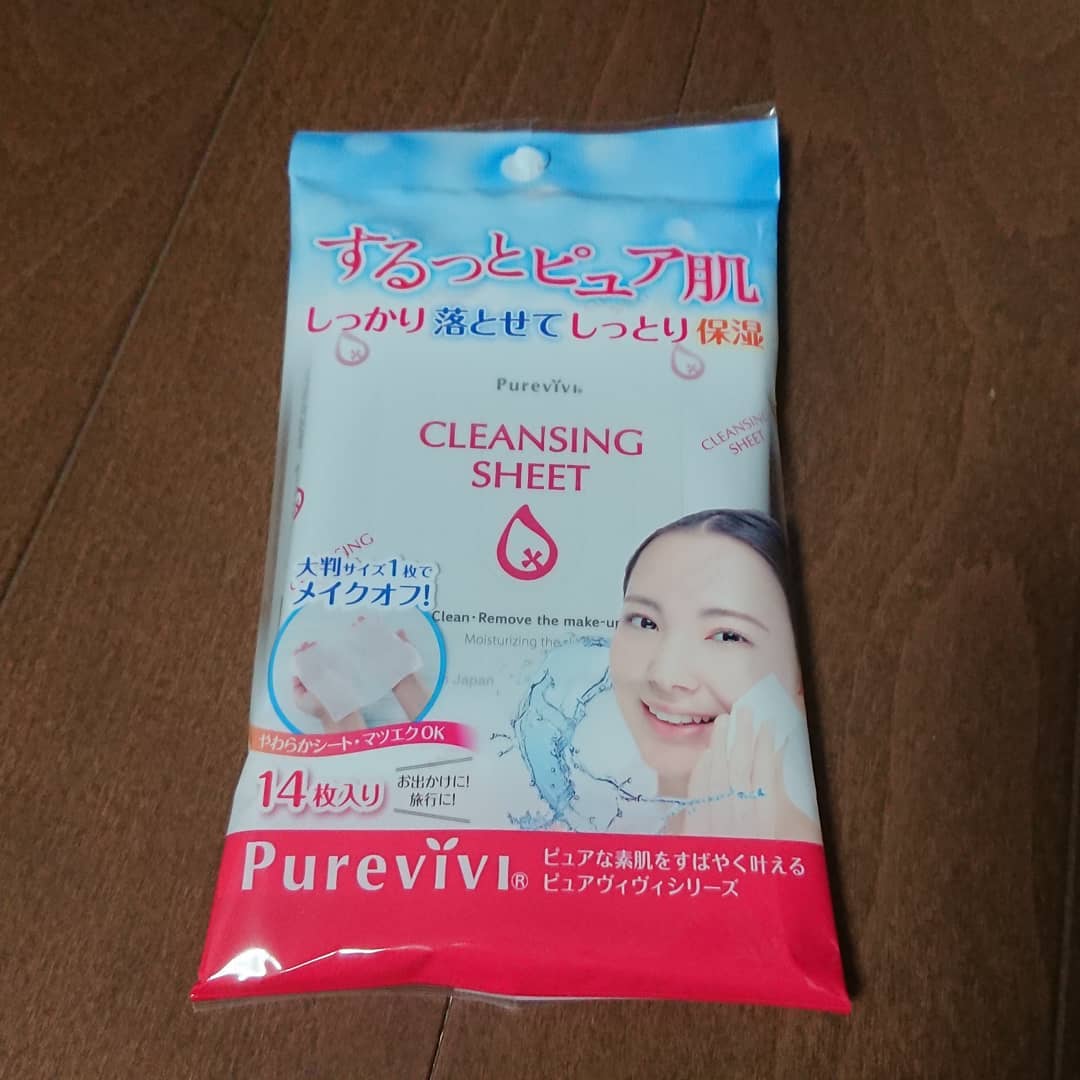 するっとピュア肌
しっかり落とせてしっとり保湿
Purevivi®
CLEANSING
SHEET
CLEANSING
SHEET
大判サイズ1枚で
メイクオフ!
Clean・Remove the make-up
Moisturizing the
Japan
やわらかシート・マツエクOK
14枚入り
お出かけに!
旅行に!
Purevivi®
ピュアな素肌をすばやく叶える
ピュアヴィヴィシリーズ